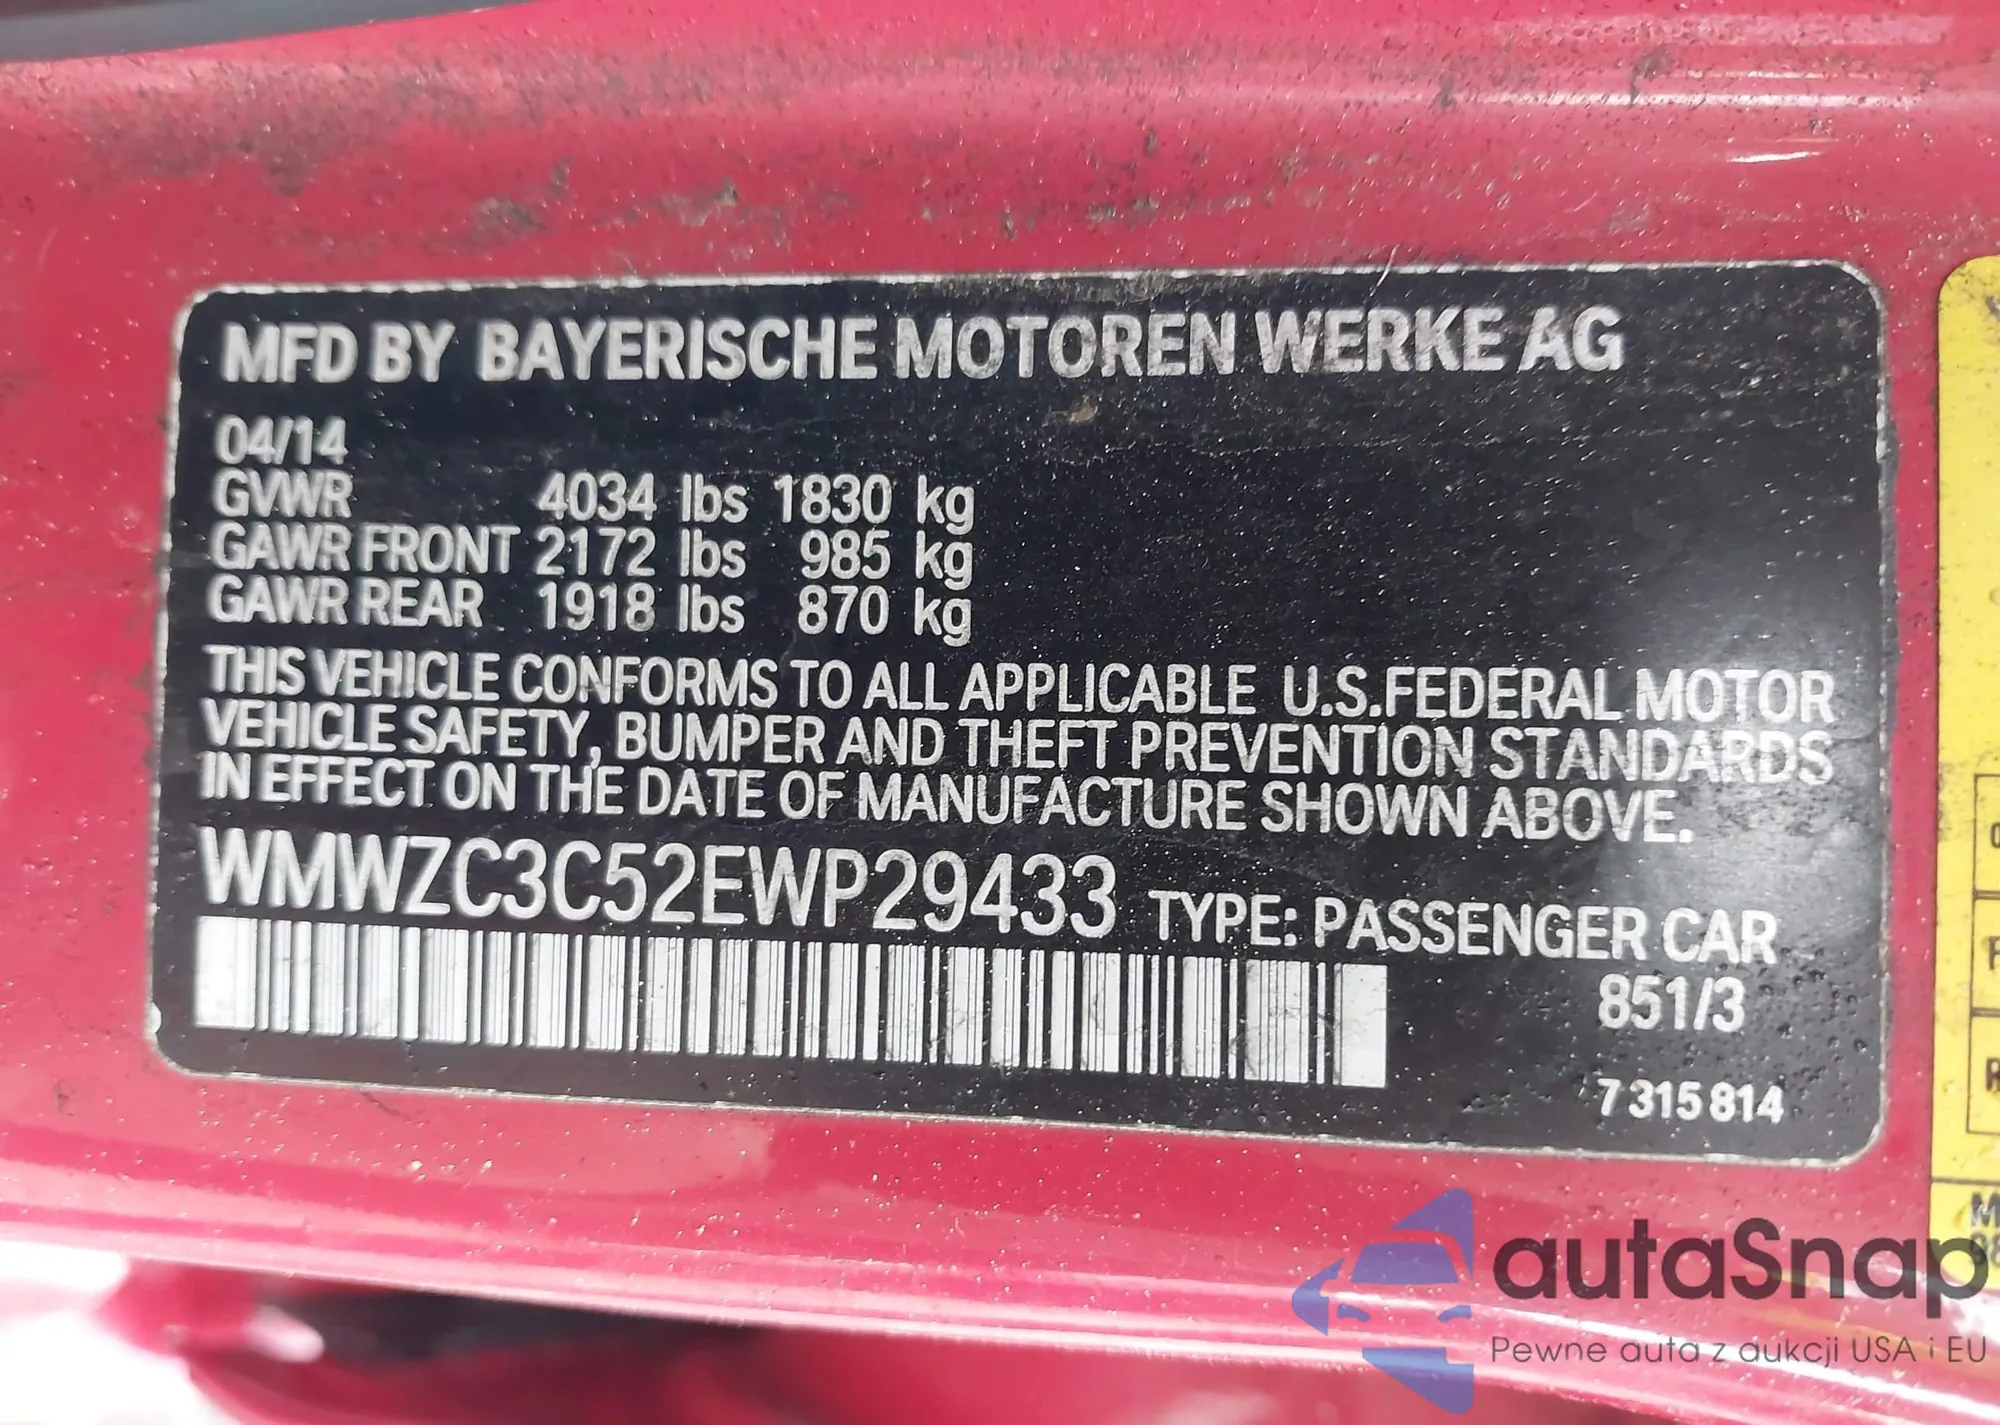 MFD BY BAYERISCHE MOTOREN WERKE AG
04/14
GVWR 4034 lbs 1830 kg
GAWR FRONT 2172 lbs 985 kg
GAWR REAR 1918 lbs 870 kg
THIS VEHICLE CONFORMS TO ALL APPLICABLE U.S.FEDERAL MOTOR
VEHICLE SAFETY, BUMPER AND THEFT PREVENTION STANDARDS
IN EFFECT ON THE DATE OF MANUFACTURE SHOWN ABOVE.
WMWZC3C52EWP29433 TYPE: PASSENGER CAR
851/3
7 315 814
autaSnap
Pewne auta z aukcji USA i EU